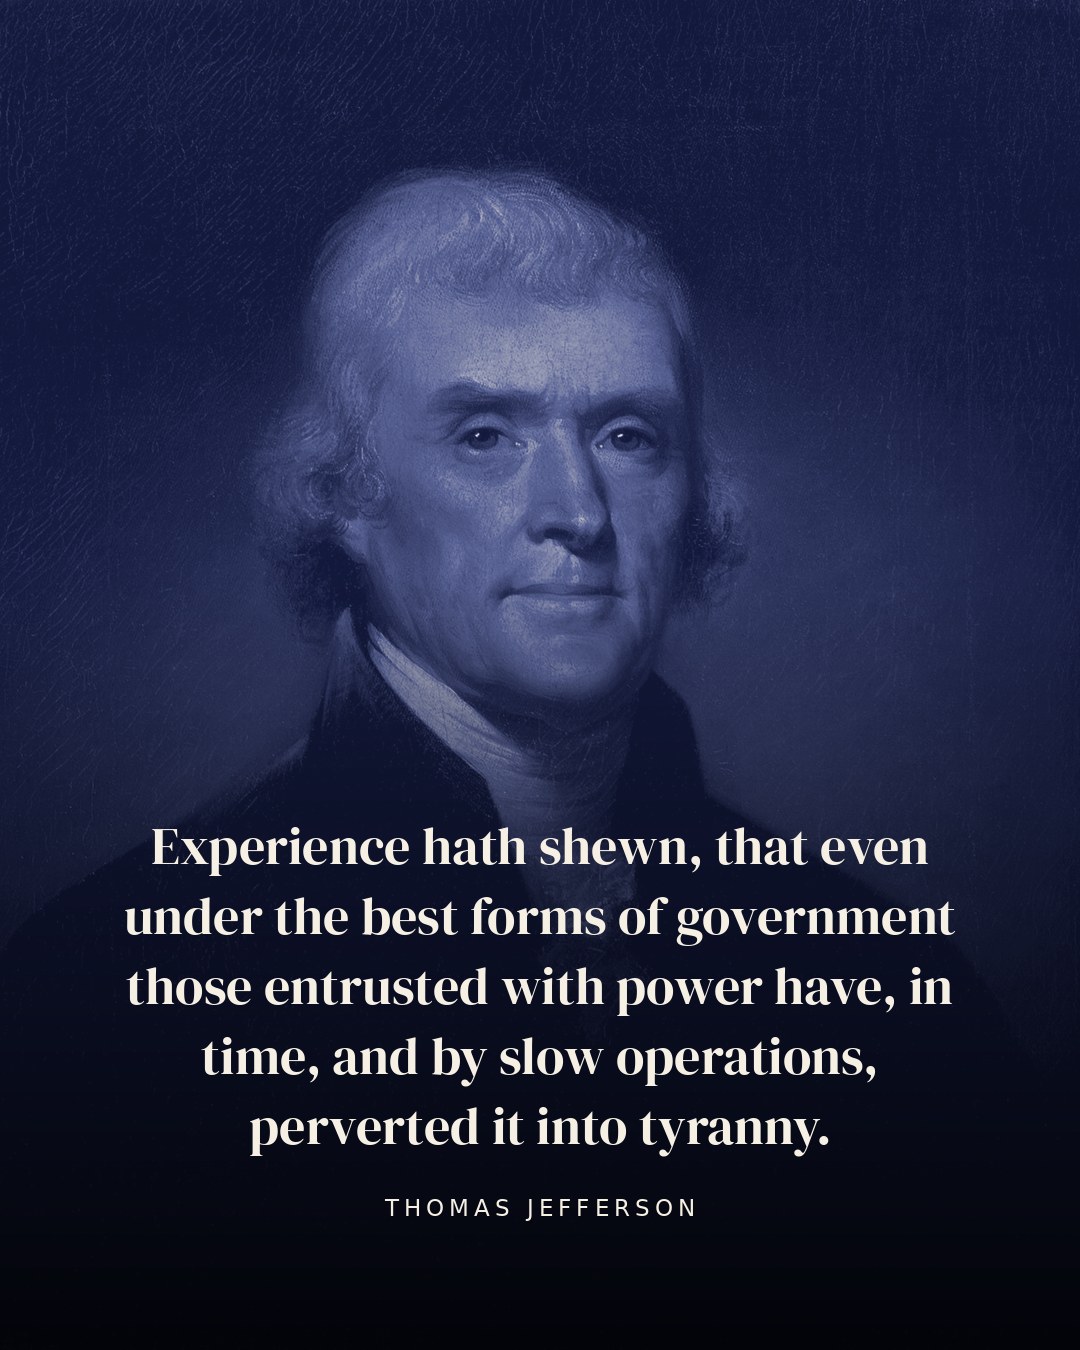 Experience hath shewn, that even
under the best forms of government
those entrusted with power have, in
time, and by slow operations,
perverted it into tyranny.
THOMAS JEFFERSON